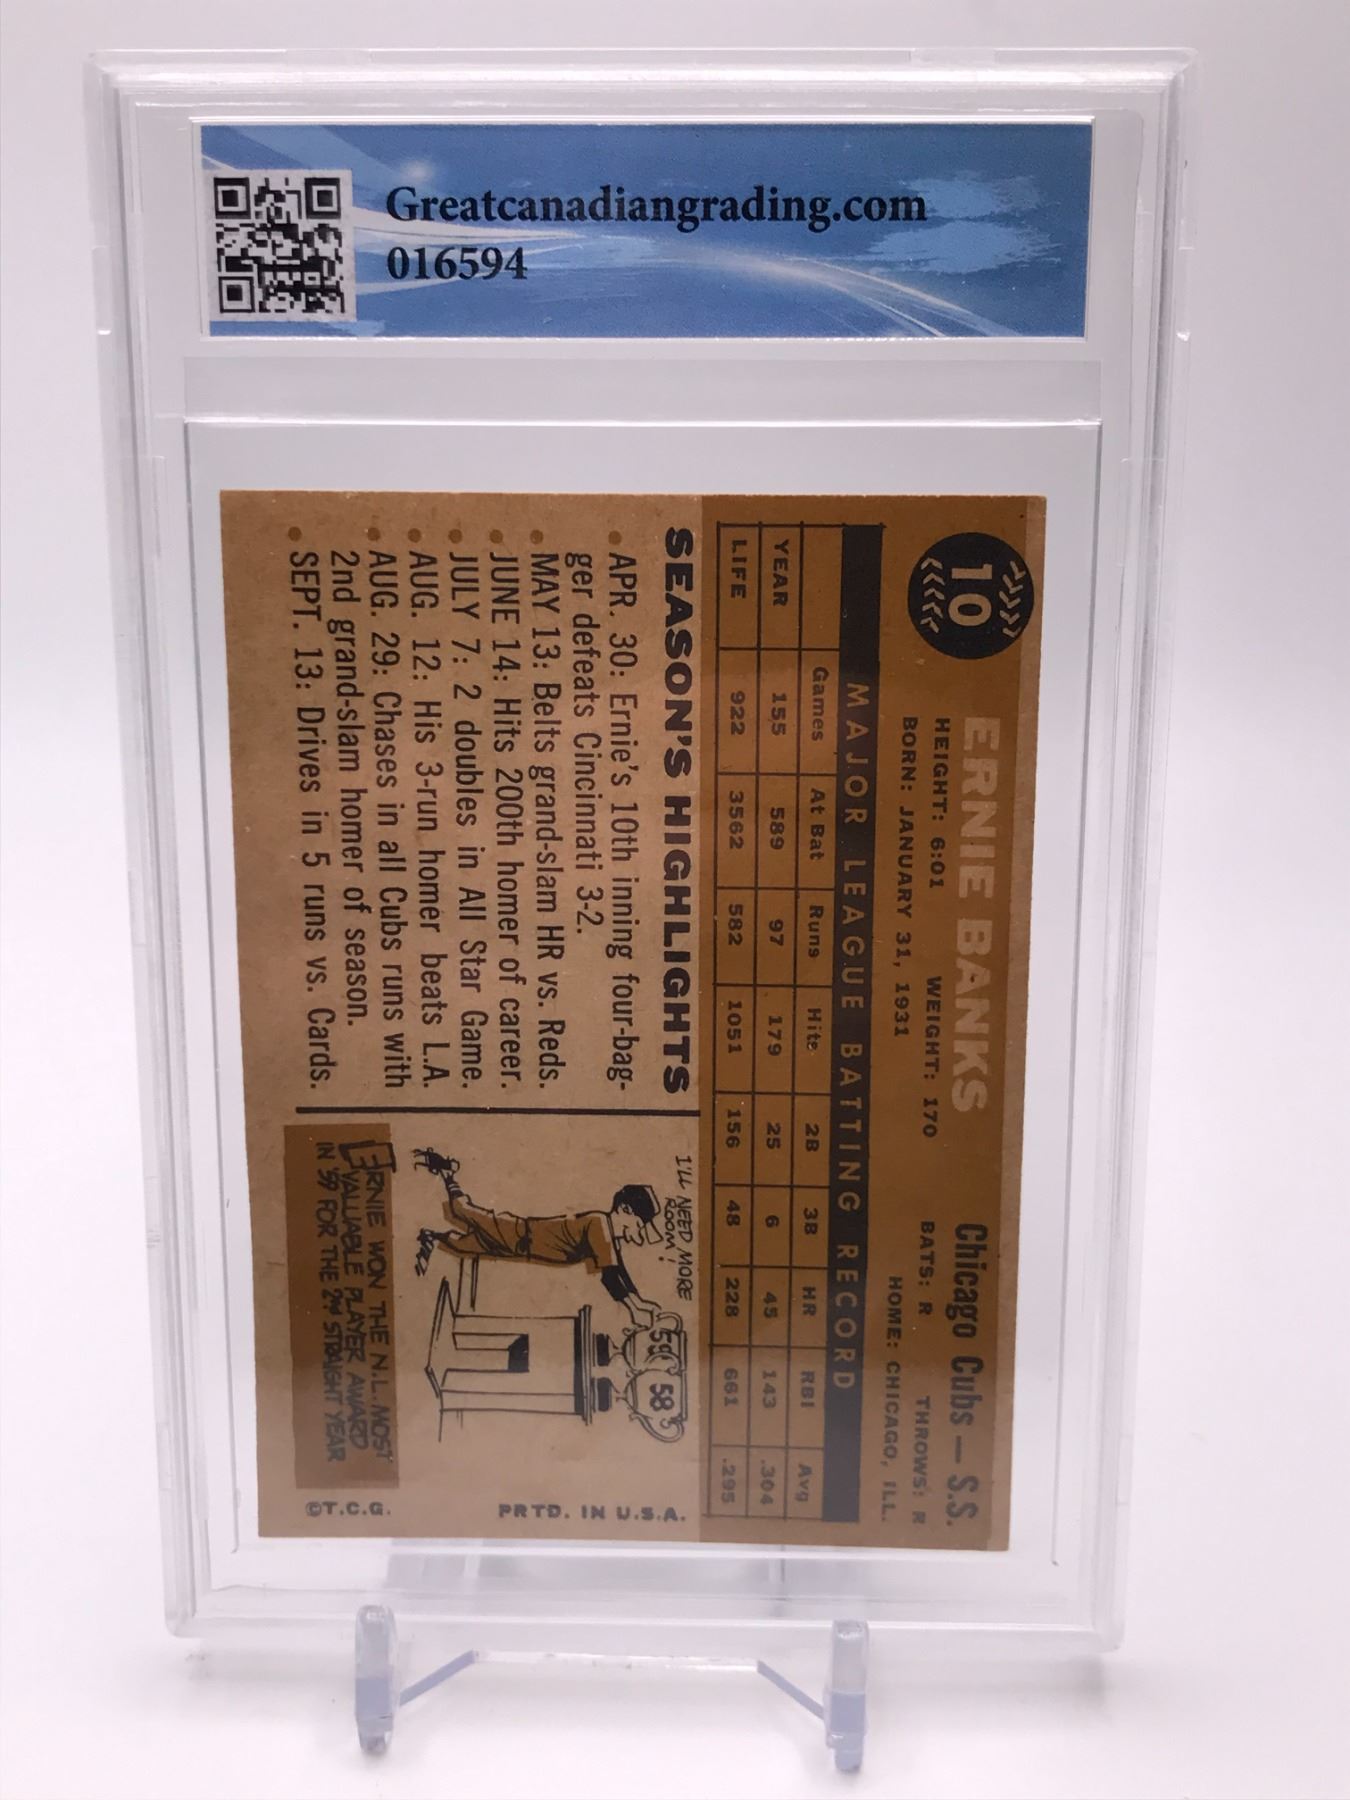 Greatcanadiangrading.com
016594
10
ERNIE BANKS
Chicago Cubs — S.S.
HEIGHT: 6:01 WEIGHT: 170 BATS: R THROWS: R
BORN: JANUARY 31, 1931 HOME: CHICAGO, ILL.
MAJOR LEAGUE BATTING RECORD
Games At Bat Runs Hits 2B 3B HR RBI Avg
YEAR 155 589 97 179 25 6 45 143 .304
LIFE 922 3562 582 1051 156 48 228 661 .295
SEASON'S HIGHLIGHTS
• APR. 30: Ernie's 10th inning four-bag-
ger defeats Cincinnati 3-2.
• MAY 13: Belts grand-slam HR vs. Reds.
• JUNE 14: Hits 200th homer of career.
• JULY 7: 2 doubles in All Star Game.
• AUG. 12: His 3-run homer beats L.A.
• AUG. 29: Chases in all Cubs runs with
2nd grand-slam homer of season.
• SEPT. 13: Drives in 5 runs vs. Cards.
I'LL NEED MORE
ROOM!
59 58
ERNIE WON THE N.L. MOST
VALUABLE PLAYER AWARD
IN '59 FOR THE 2nd STRAIGHT YEAR
©T.C.G. PRTD. IN U.S.A.